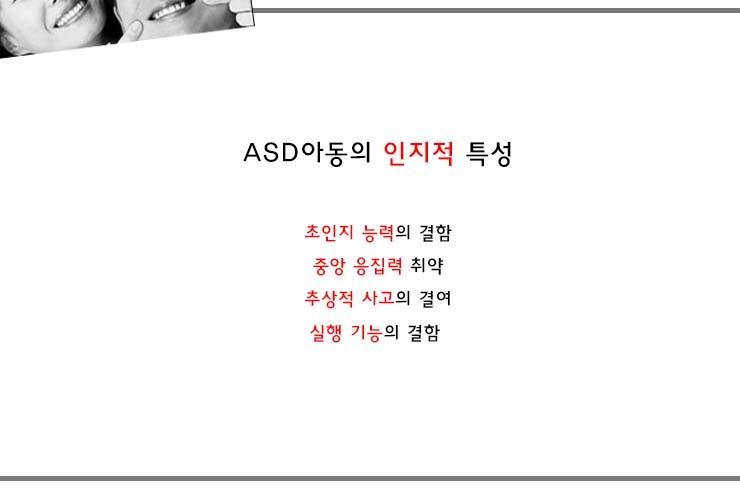 ASD아동의 인지적 특성
초인지 능력의 결함
중앙 응집력 취약
추상적 사고의 결여
실행 기능의 결함